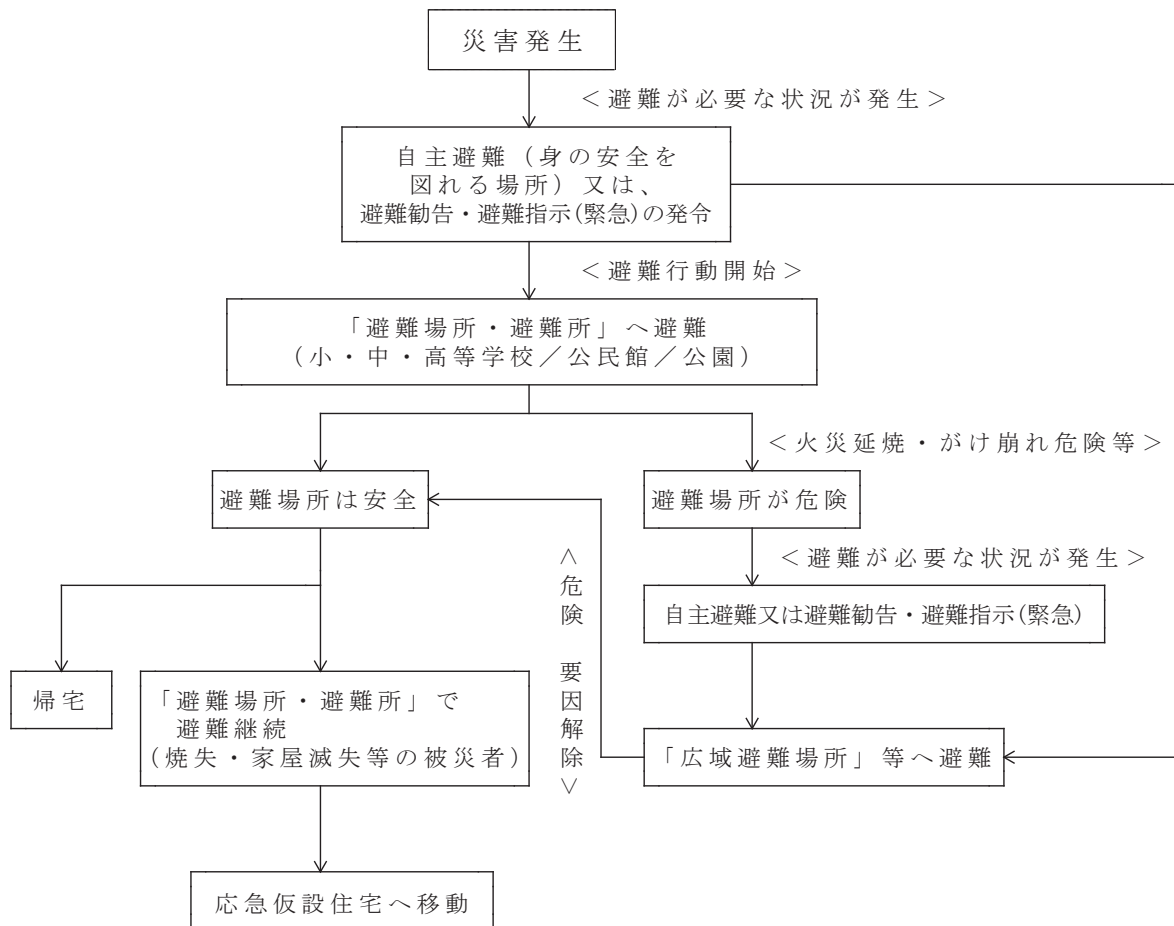 災害発生
＜避難が必要な状況が発生＞
自主避難（身の安全を
図れる場所）又は、
避難勧告・避難指示(緊急)の発令
＜避難行動開始＞
「避難場所・避難所」へ避難
（小・中・高等学校／公民館／公園）
＜火災延焼・がけ崩れ危険等＞
避難場所は安全
避難場所が危険
＜避難が必要な状況が発生＞
自主避難又は避難勧告・避難指示(緊急)
＜危険 要因解除＞
帰宅
「避難場所・避難所」で
避難継続
（焼失・家屋滅失等の被災者）
「広域避難場所」等へ避難
応急仮設住宅へ移動